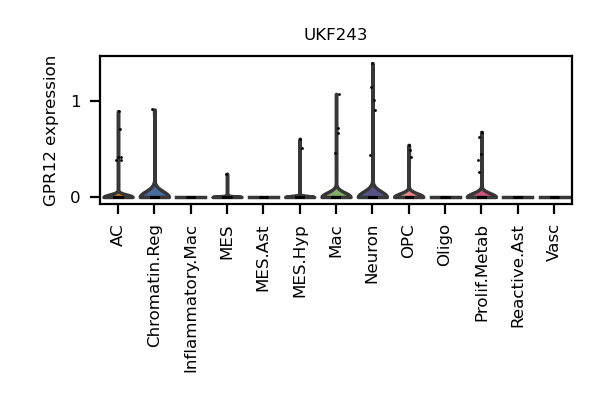 UKF243
GPR12 expression
1
0
AC
Chromatin.Reg
Inflammatory.Mac
MES
MES.Ast
MES.Hyp
Mac
Neuron
OPC
Oligo
Prolif.Metab
Reactive.Ast
Vasc